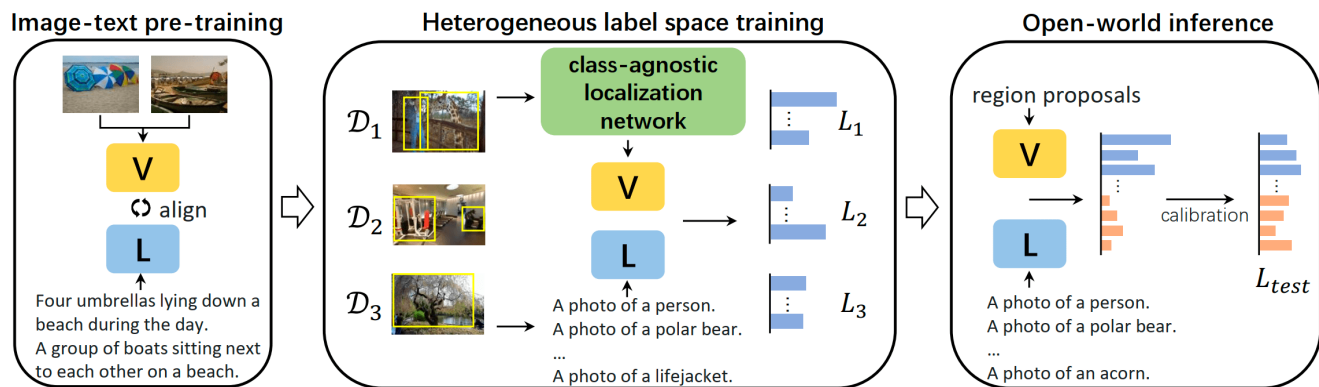 Image-text pre-training
V
align
L
Four umbrellas lying down a
beach during the day.
A group of boats sitting next
to each other on a beach.
Heterogeneous label space training
class-agnostic
localization
network
D₁
D₂
D₃
V
L
A photo of a person.
A photo of a polar bear.
...
A photo of a lifejacket.
⋮
L₁
⋮
L₂
⋮
L₃
Open-world inference
region proposals
V
L
A photo of a person.
A photo of a polar bear.
...
A photo of an acorn.
⋮
calibration
⋮
L_test